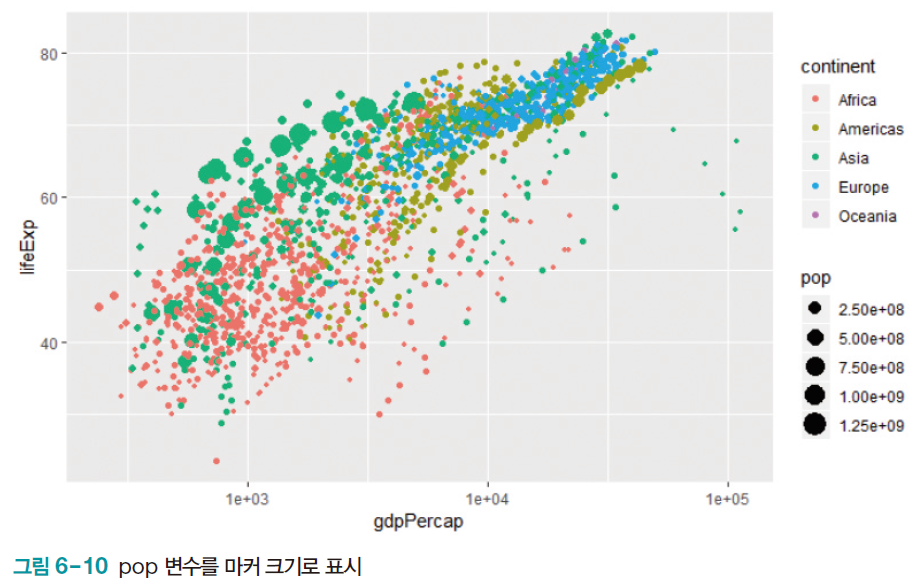 80
60
40
lifeExp
1e+03
1e+04
1e+05
gdpPercap
continent
Africa
Americas
Asia
Europe
Oceania
pop
2.50e+08
5.00e+08
7.50e+08
1.00e+09
1.25e+09
그림 6-10 pop 변수를 마커 크기로 표시